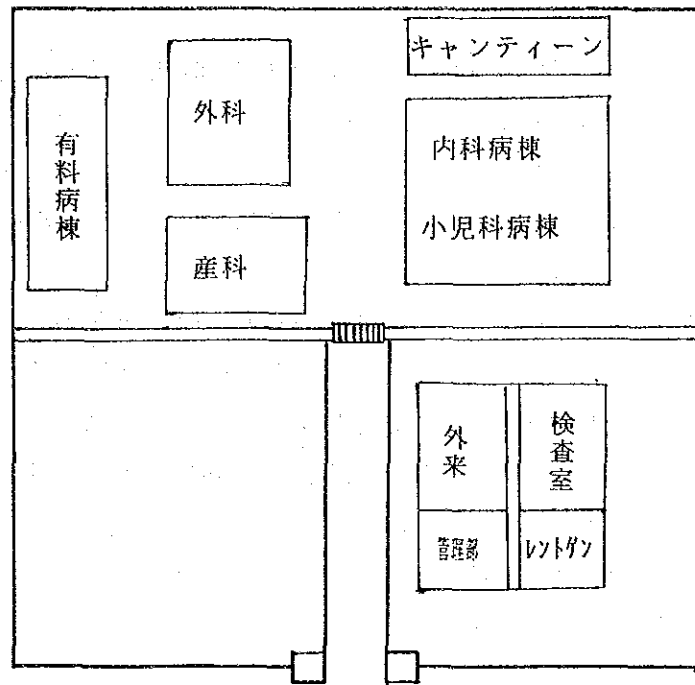 キャンティーン
外科
有料病棟
内科病棟
小児科病棟
産科
外来
検査室
管理部
レントゲン